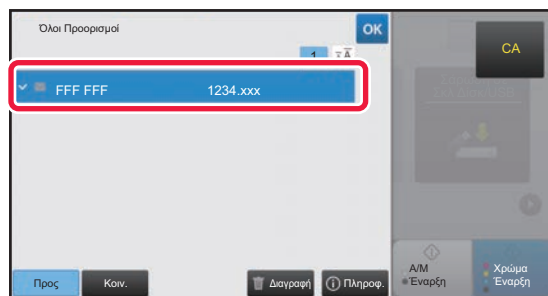 Όλοι Προορισμοί
OK
CA
1
FFF FFF 1234.xxx
Προς
Κοιν.
Διαγραφή
Πληροφ.
A/M
Έναρξη
Χρώμα
Έναρξη